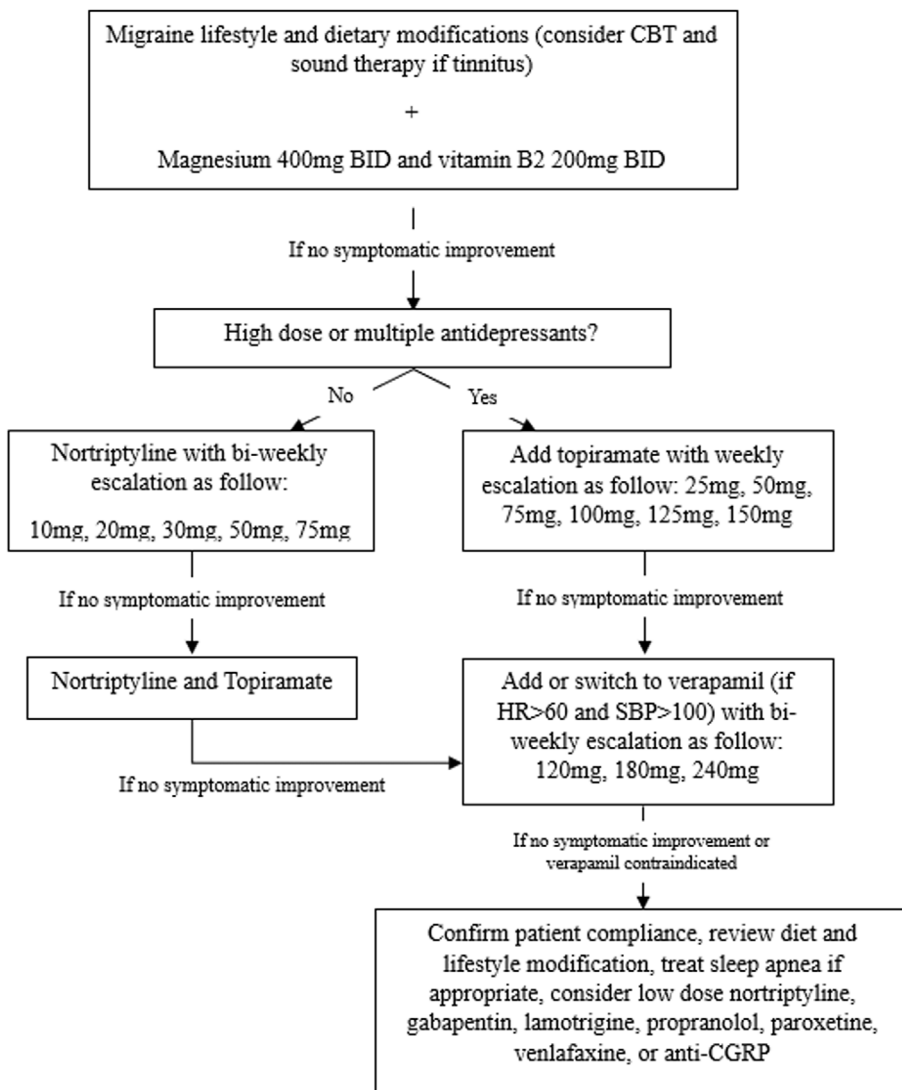 Migraine lifestyle and dietary modifications (consider CBT and
sound therapy if tinnitus)
+
Magnesium 400mg BID and vitamin B2 200mg BID
If no symptomatic improvement
High dose or multiple antidepressants?
No
Yes
Nortriptyline with bi-weekly
escalation as follow:
10mg, 20mg, 30mg, 50mg, 75mg
Add topiramate with weekly
escalation as follow: 25mg, 50mg,
75mg, 100mg, 125mg, 150mg
If no symptomatic improvement
If no symptomatic improvement
Nortriptyline and Topiramate
Add or switch to verapamil (if
HR>60 and SBP>100) with bi-
weekly escalation as follow:
120mg, 180mg, 240mg
If no symptomatic improvement
If no symptomatic improvement or
verapamil contraindicated
Confirm patient compliance, review diet and
lifestyle modification, treat sleep apnea if
appropriate, consider low dose nortriptyline,
gabapentin, lamotrigine, propranolol, paroxetine,
venlafaxine, or anti-CGRP